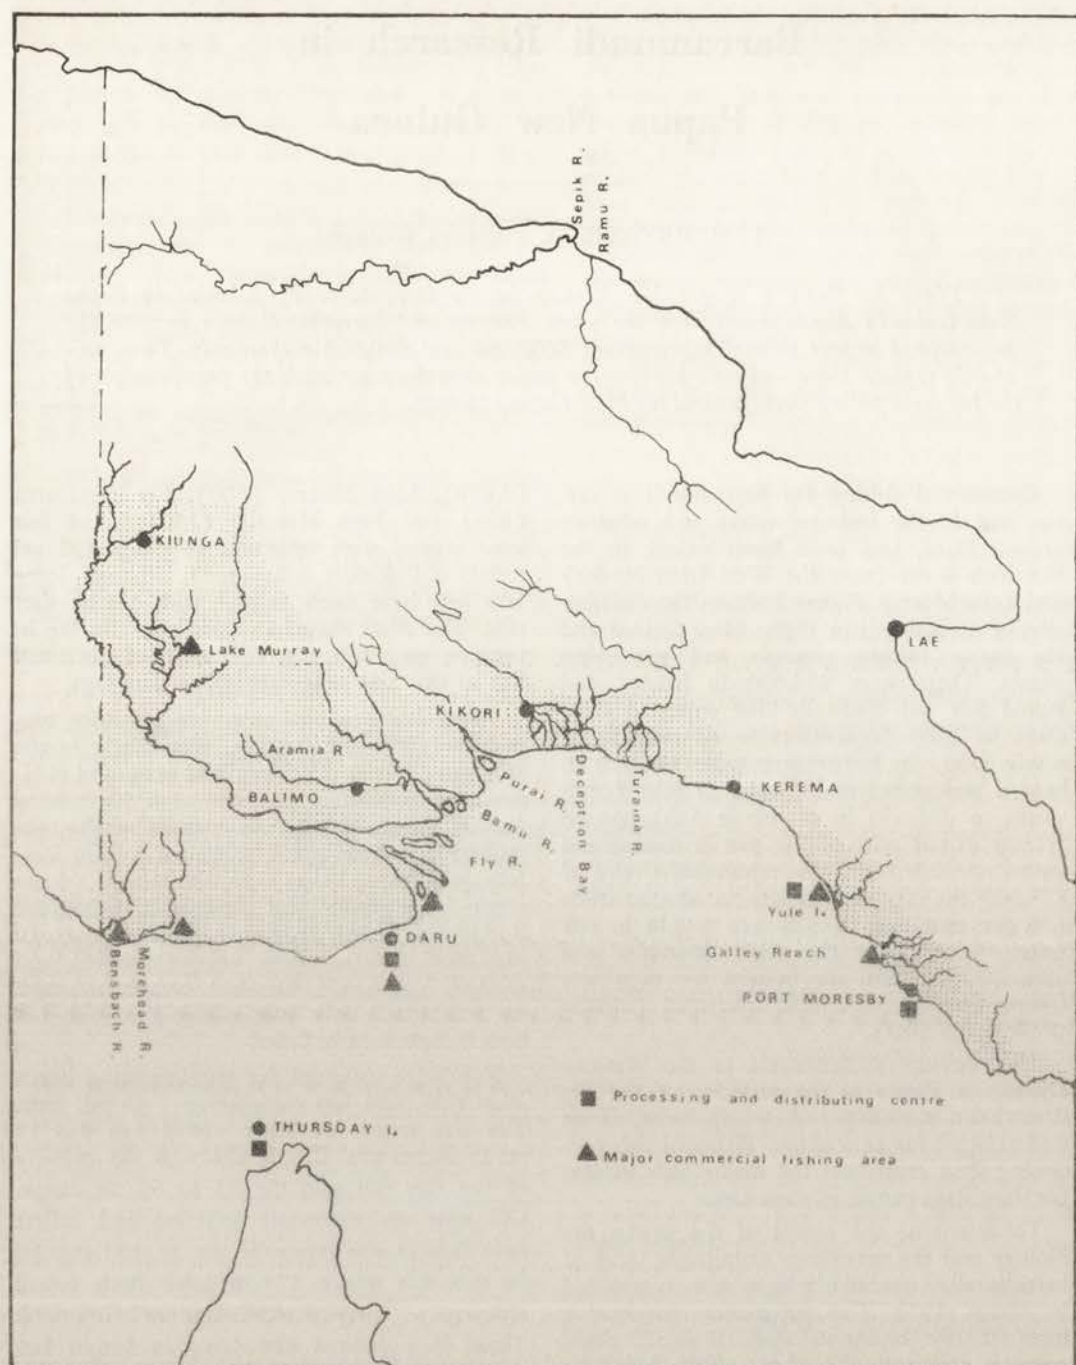 Sepik R.
Ramu R.
KIUNGA
LAE
Lake Murray
KIKORI
Aramia R
BALIMO
Purai R.
Deception Bay
Turama R.
KEREMA
Bamu R.
Fly R.
Yule I.
DARU
Galley Reach
PORT MORESBY
Morehead R.
Bensbach R.
Processing and distributing centre
THURSDAY I.
Major commercial fishing area